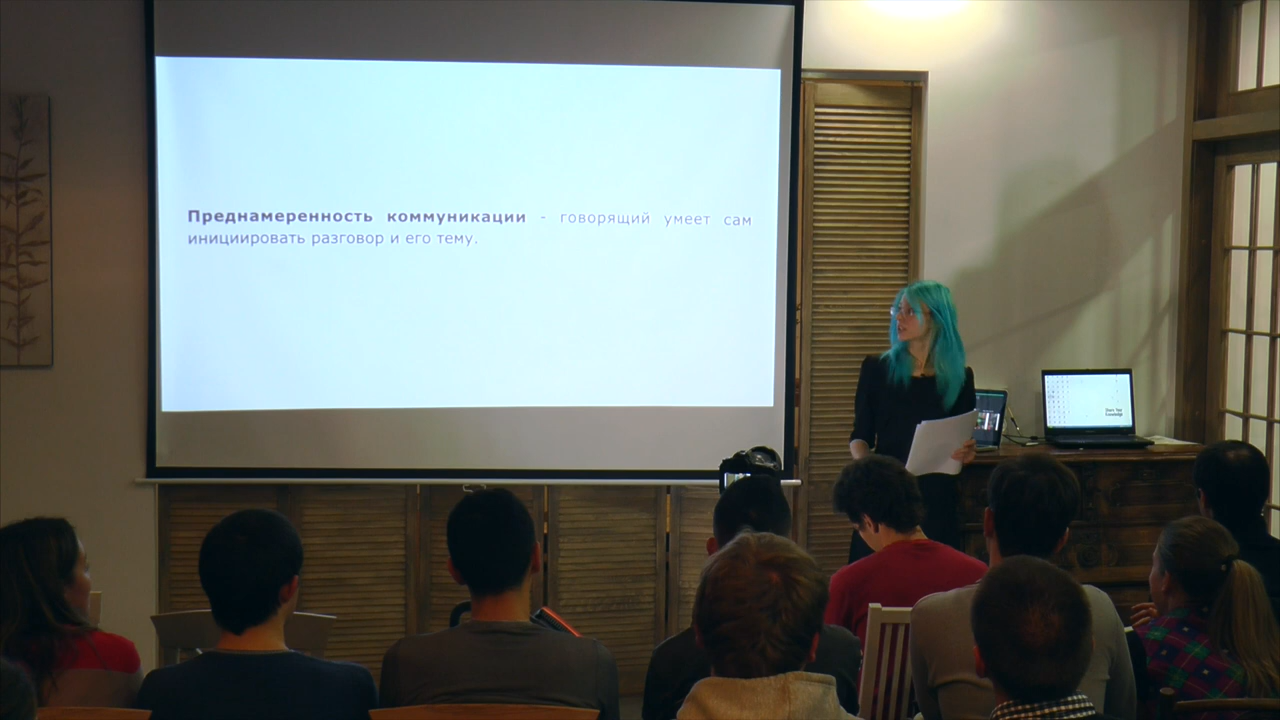 Преднамеренность коммуникации - говорящий умеет сам
инициировать разговор и его тему.